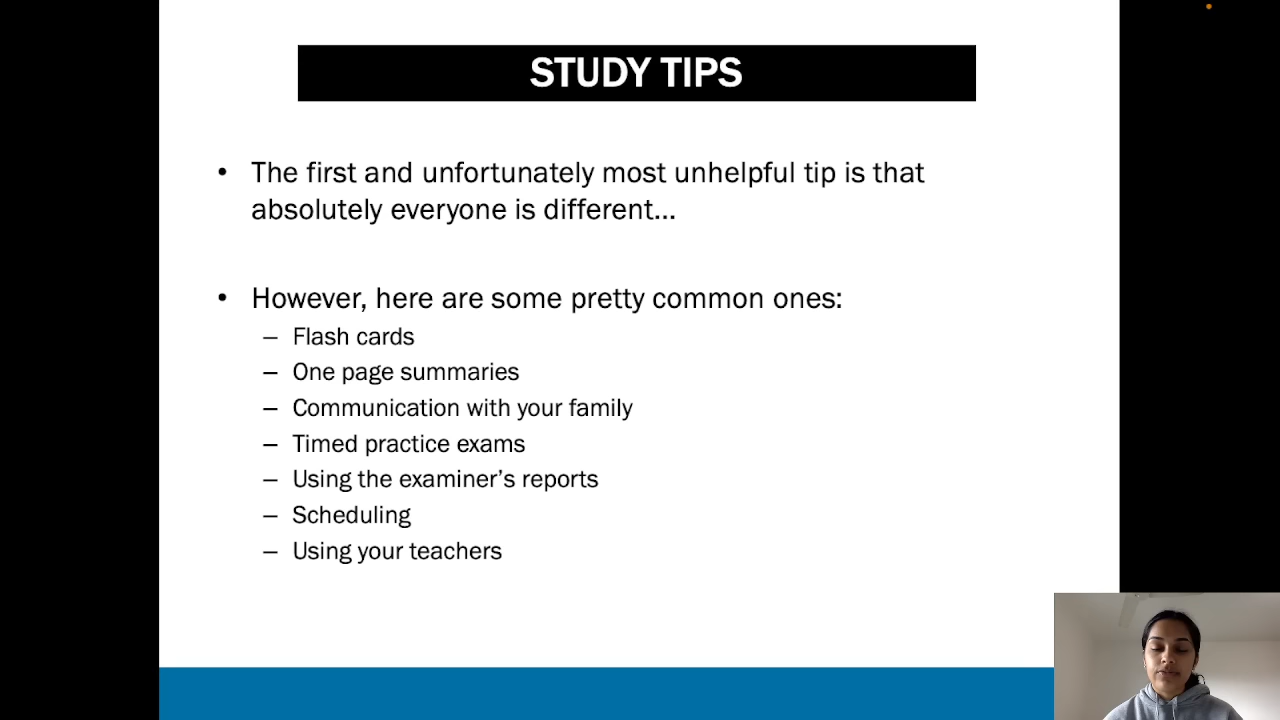 STUDY TIPS
• The first and unfortunately most unhelpful tip is that
absolutely everyone is different...
• However, here are some pretty common ones:
– Flash cards
– One page summaries
– Communication with your family
– Timed practice exams
– Using the examiner’s reports
– Scheduling
– Using your teachers